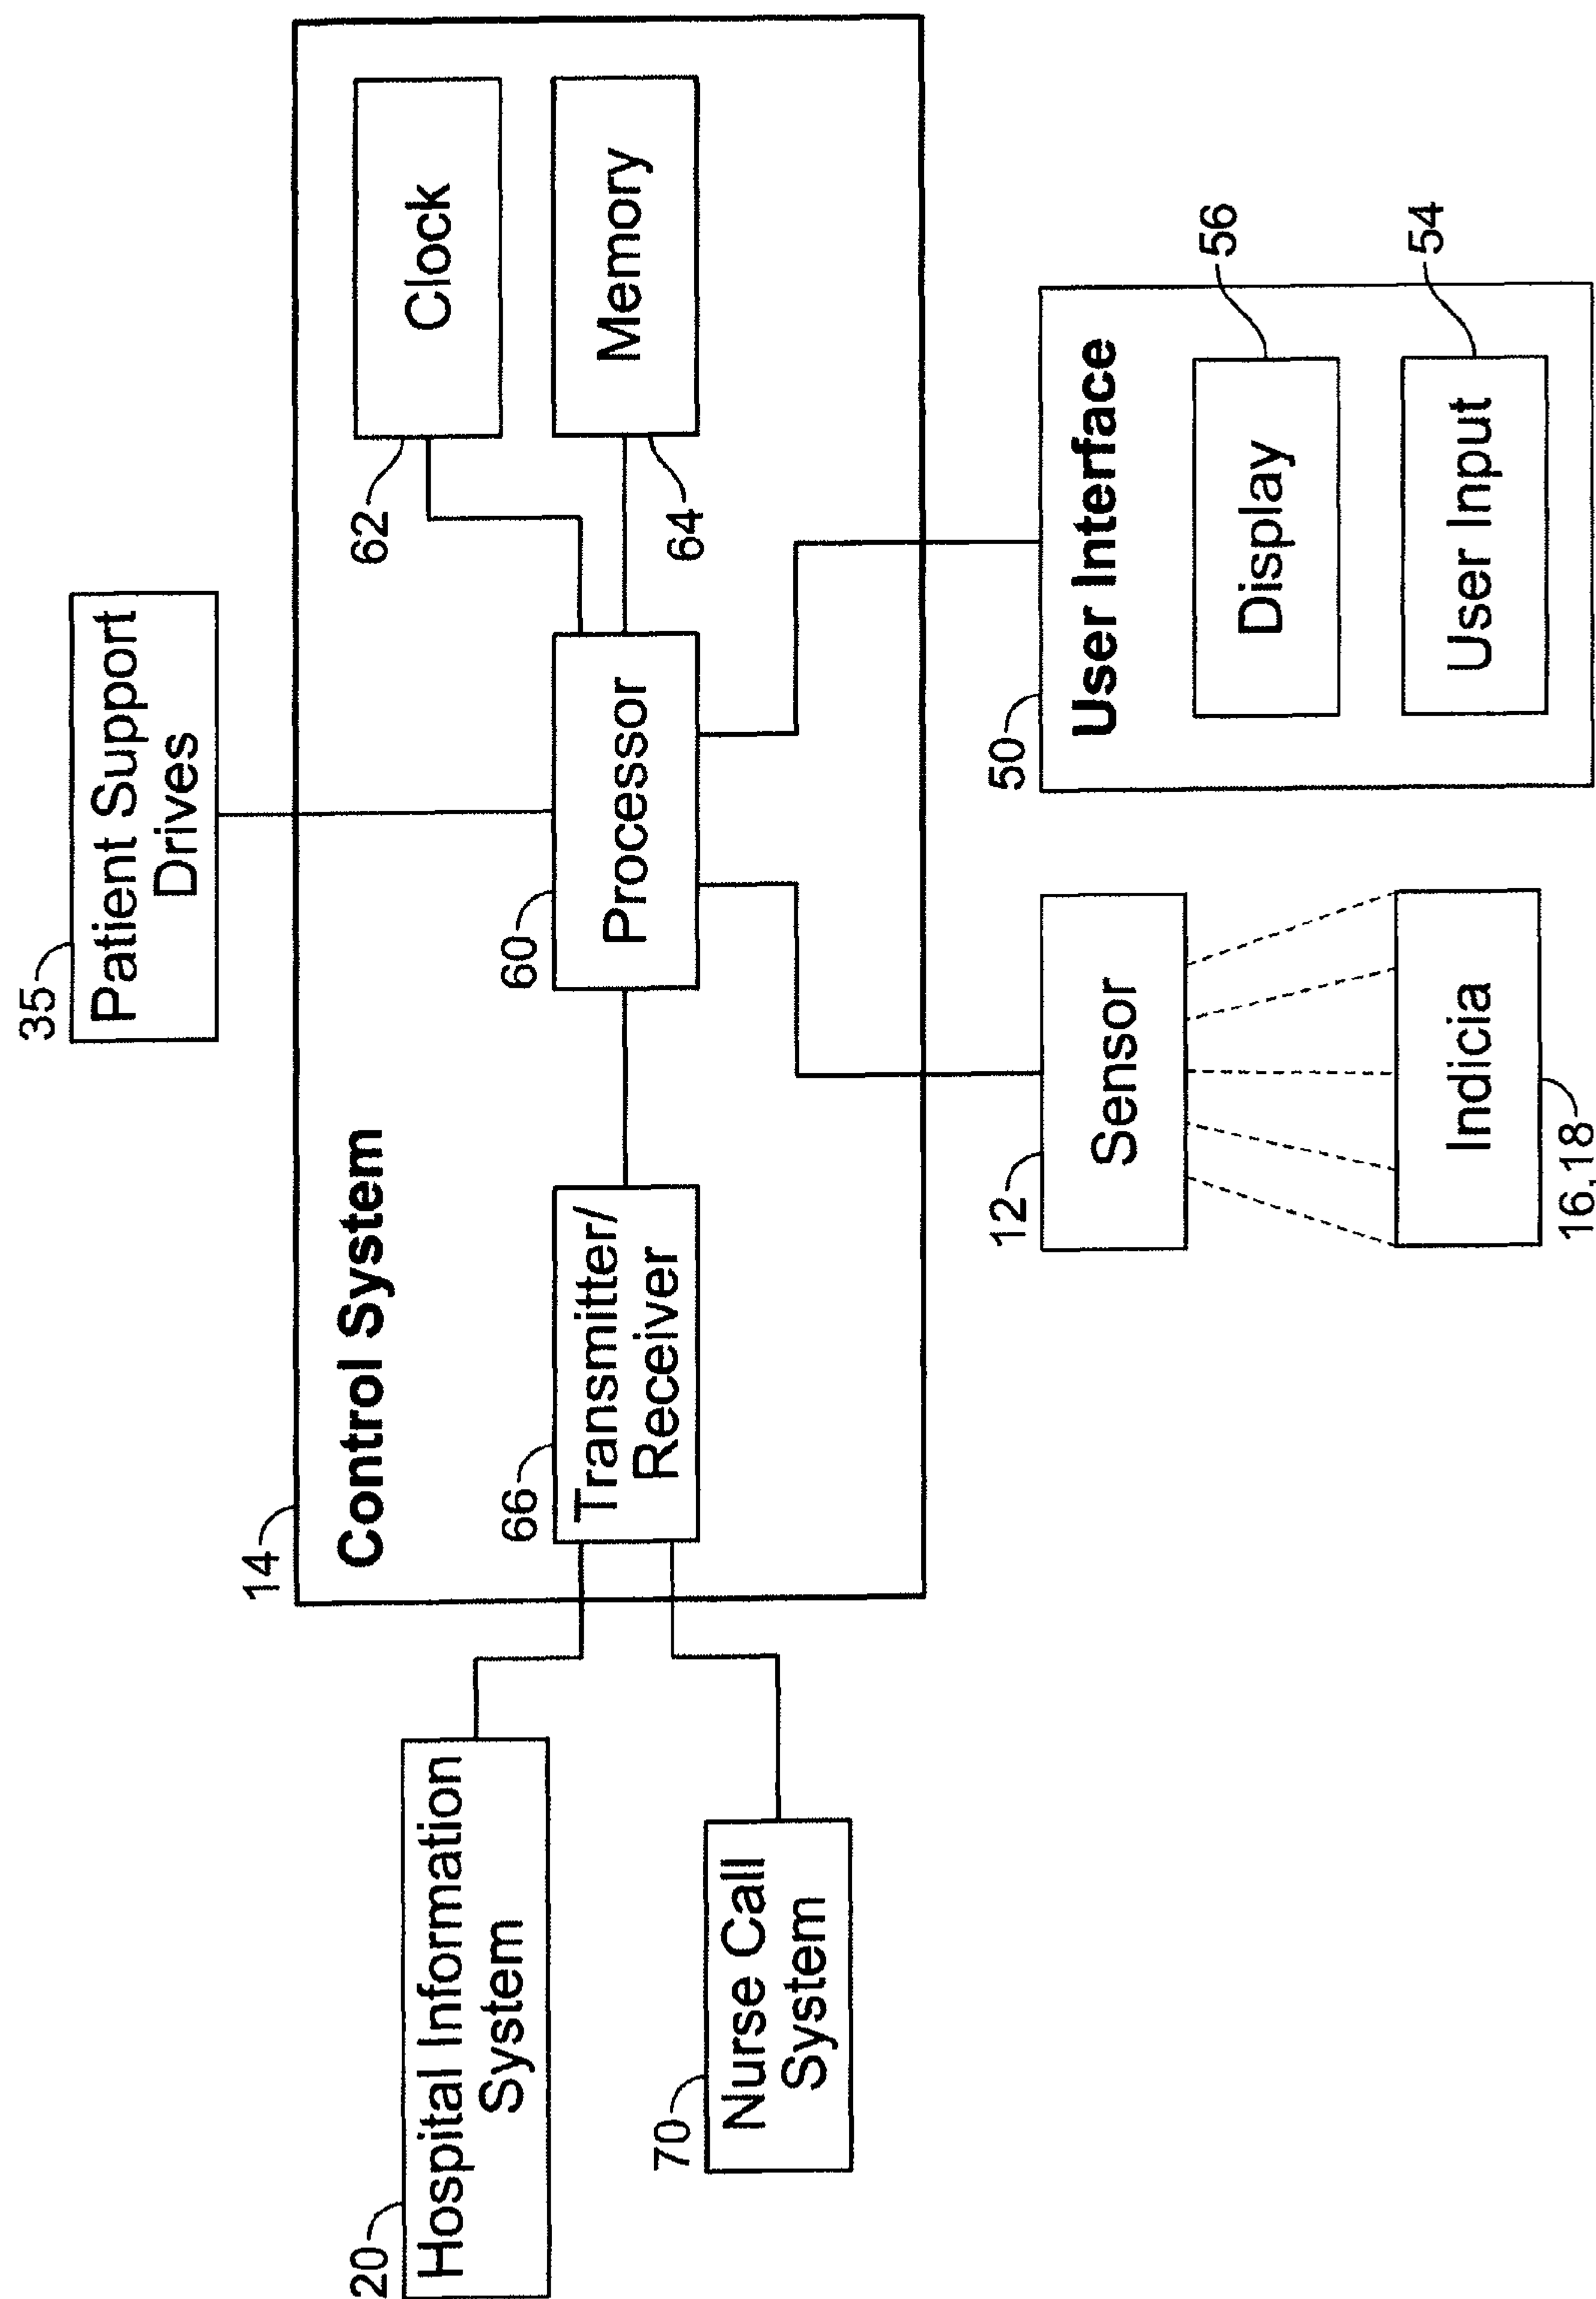 35
Patient Support
Drives
14
Control System
62
Clock
64
Memory
60
Processor
66
Transmitter/
Receiver
20
Hospital Information
System
70
Nurse Call
System
12
Sensor
Indicia
16,18
50
User Interface
56
Display
54
User Input